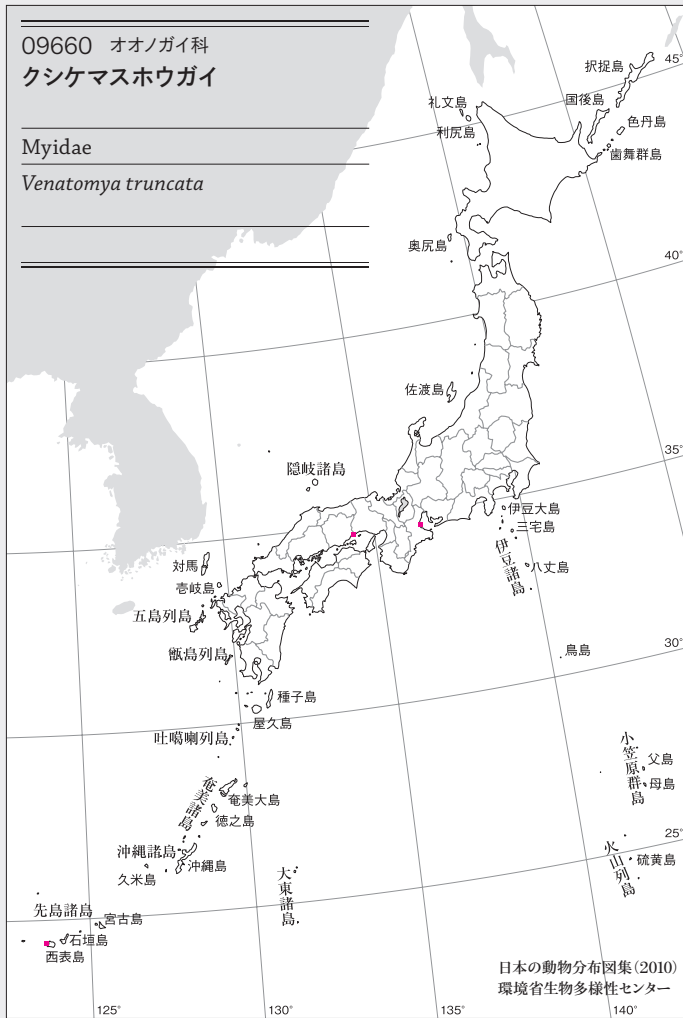 09660 オオノガイ科
クシケマスホウガイ
Myidae
Venatomya truncata
択捉島
45°
礼文島
国後島
利尻島
色丹島
歯舞群島
奥尻島
40°
佐渡島
35°
隠岐諸島
伊豆大島
三宅島
伊豆諸島
八丈島
対馬
壱岐島
五島列島
甑島列島
鳥島
30°
種子島
屋久島
吐噶喇列島
小笠原群島
父島
母島
奄美諸島
奄美大島
徳之島
25°
沖縄諸島
沖縄島
久米島
火山列島
硫黄島
大東諸島
先島諸島
宮古島
石垣島
西表島
日本の動物分布図集(2010)
環境省生物多様性センター
125°
130°
135°
140°